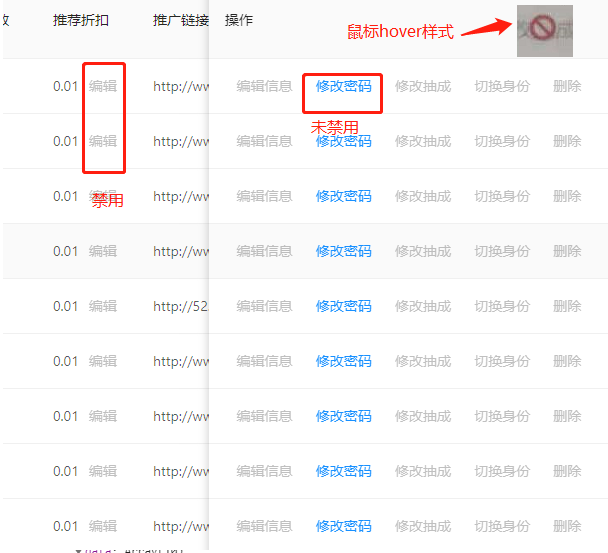 推荐折扣 推广链接 操作
鼠标hover样式
0.01 编辑 http://ww 编辑信息 修改密码 修改抽成 切换身份 删除
未禁用
0.01 编辑 http://ww 编辑信息 修改密码 修改抽成 切换身份 删除
0.01 编辑 http://ww 编辑信息 修改密码 修改抽成 切换身份 删除
禁用
0.01 编辑 http://ww 编辑信息 修改密码 修改抽成 切换身份 删除
0.01 编辑 http://52 编辑信息 修改密码 修改抽成 切换身份 删除
0.01 编辑 http://ww 编辑信息 修改密码 修改抽成 切换身份 删除
0.01 编辑 http://ww 编辑信息 修改密码 修改抽成 切换身份 删除
0.01 编辑 http://ww 编辑信息 修改密码 修改抽成 切换身份 删除
0.01 编辑 http://ww 编辑信息 修改密码 修改抽成 切换身份 删除